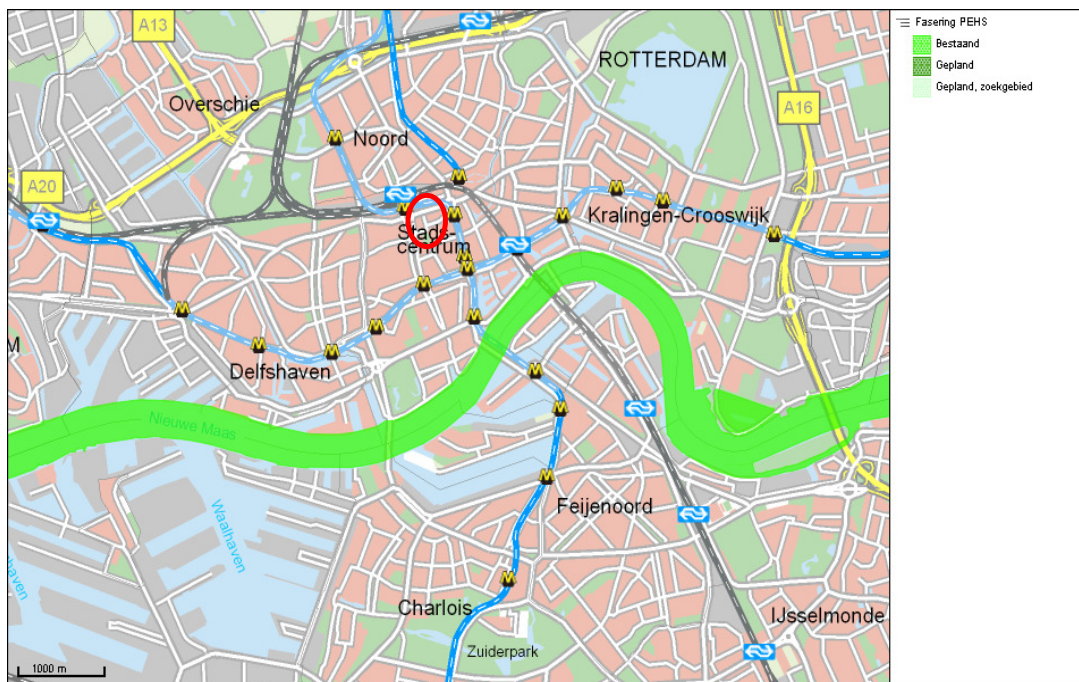 A13
ROTTERDAM
Overschie
A16
Noord
A20
Kralingen-Crooswijk
Stads-
centrum
M
Delfshaven
Nieuwe Maas
Waalhaven
Feijenoord
Charlois
IJsselmonde
Zuiderpark
1000 m
Fasering PEHS
Bestaand
Gepland
Gepland, zoekgebied